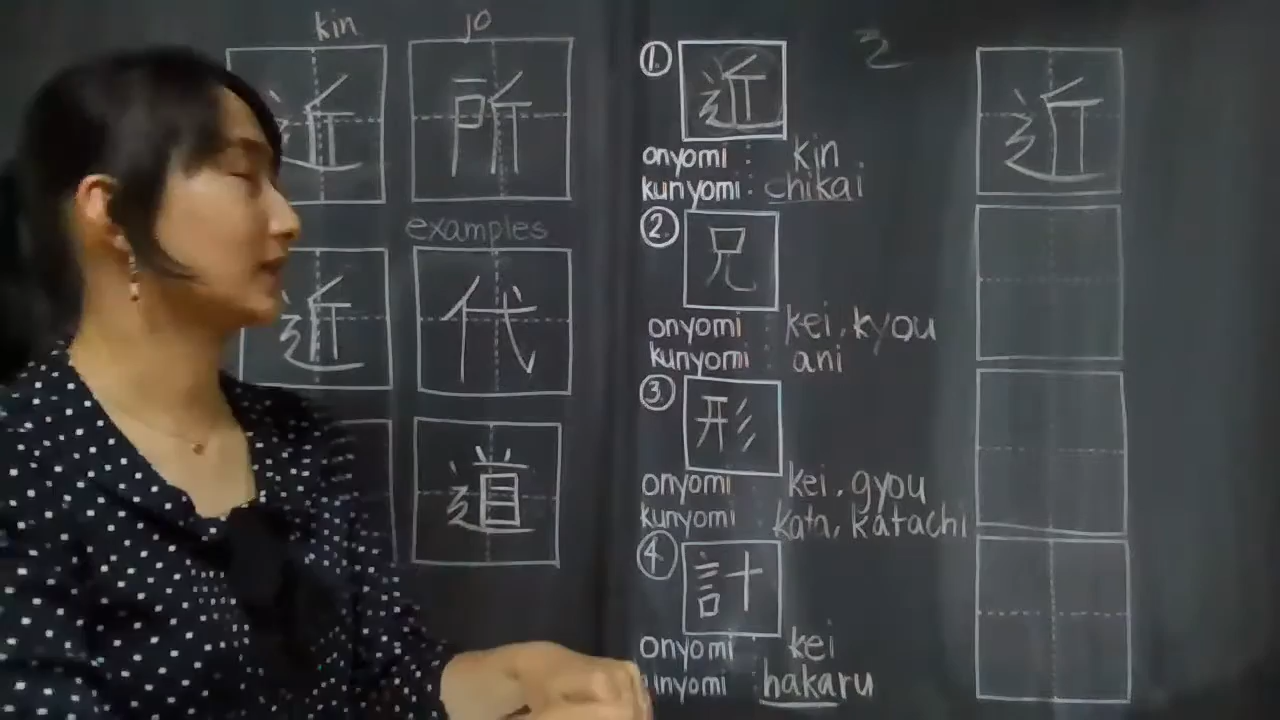 kin jo
近 所
examples
近 代
道
① 近
onyomi : kin
kunyomi : chikai
② 兄
onyomi : kei, kyou
kunyomi : ani
③ 形
onyomi : kei, gyou
kunyomi : kata, katachi
④ 計
onyomi : kei
unyomi : hakaru
近